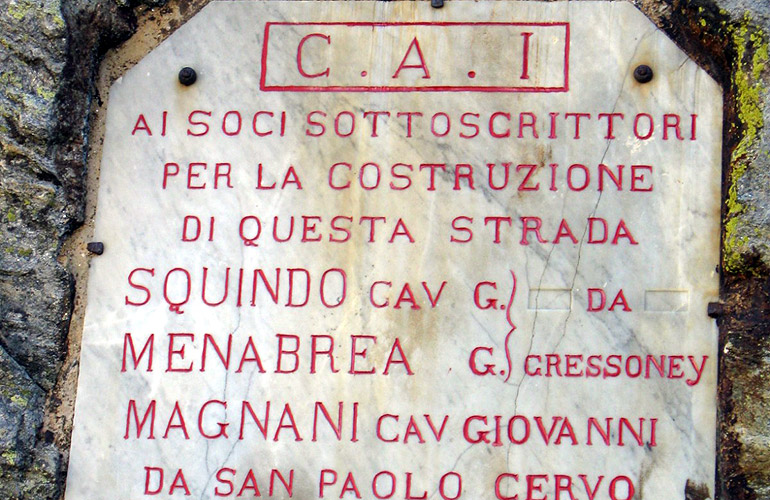 C. A. I
AI SOCI SOTTOSCRITTORI
PER LA COSTRUZIONE
DI QUESTA STRADA
SQUINDO CAV G. DA
MENABREA G. GRESSONEY
MAGNANI CAV GIOVANNI
DA SAN PAOLO CERVO